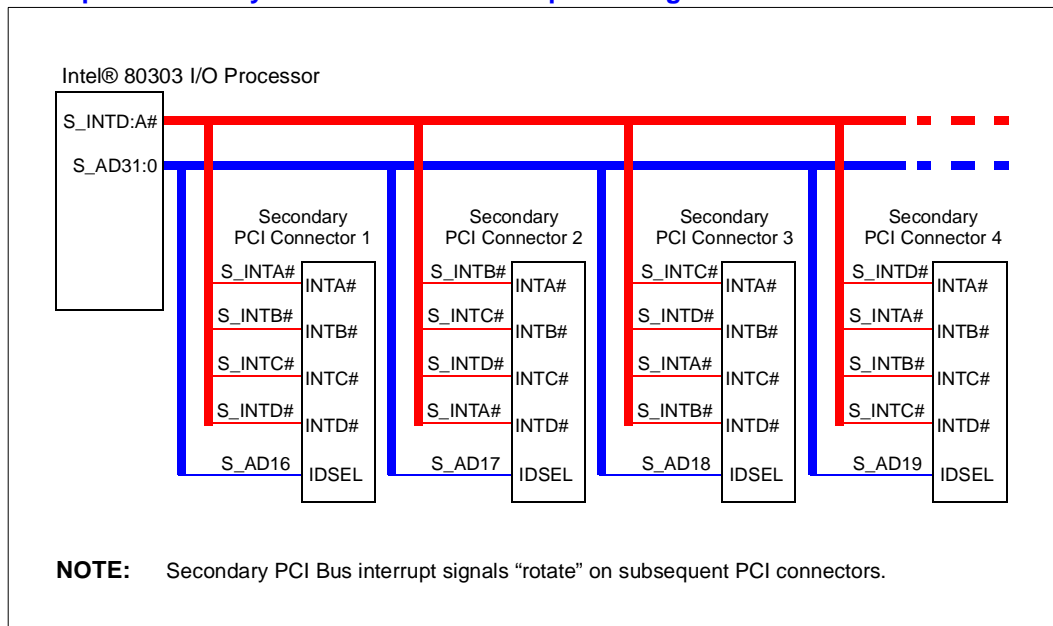 Intel® 80303 I/O Processor
S_INTD:A#
S_AD31:0
Secondary
PCI Connector 1
S_INTA#
INTA#
S_INTB#
INTB#
S_INTC#
INTC#
S_INTD#
INTD#
S_AD16
IDSEL
Secondary
PCI Connector 2
S_INTB#
INTA#
S_INTC#
INTB#
S_INTD#
INTC#
S_INTA#
INTD#
S_AD17
IDSEL
Secondary
PCI Connector 3
S_INTC#
INTA#
S_INTD#
INTB#
S_INTA#
INTC#
S_INTB#
INTD#
S_AD18
IDSEL
Secondary
PCI Connector 4
S_INTD#
INTA#
S_INTA#
INTB#
S_INTB#
INTC#
S_INTC#
INTD#
S_AD19
IDSEL
NOTE: Secondary PCI Bus interrupt signals “rotate” on subsequent PCI connectors.